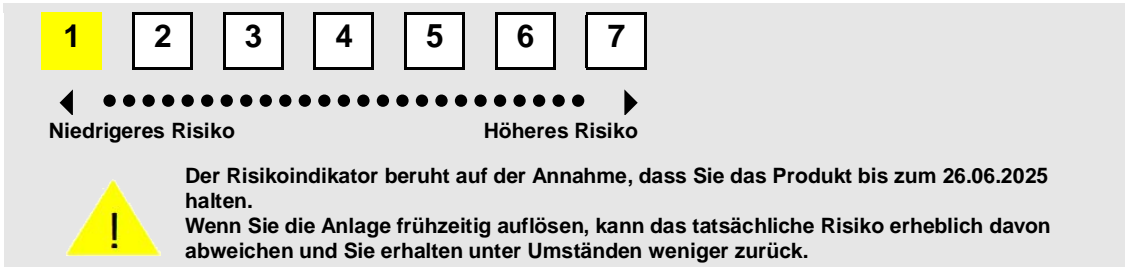 1 2 3 4 5 6 7
Niedrigeres Risiko Höheres Risiko
Der Risikoindikator beruht auf der Annahme, dass Sie das Produkt bis zum 26.06.2025
halten.
Wenn Sie die Anlage frühzeitig auflösen, kann das tatsächliche Risiko erheblich davon
abweichen und Sie erhalten unter Umständen weniger zurück.
!